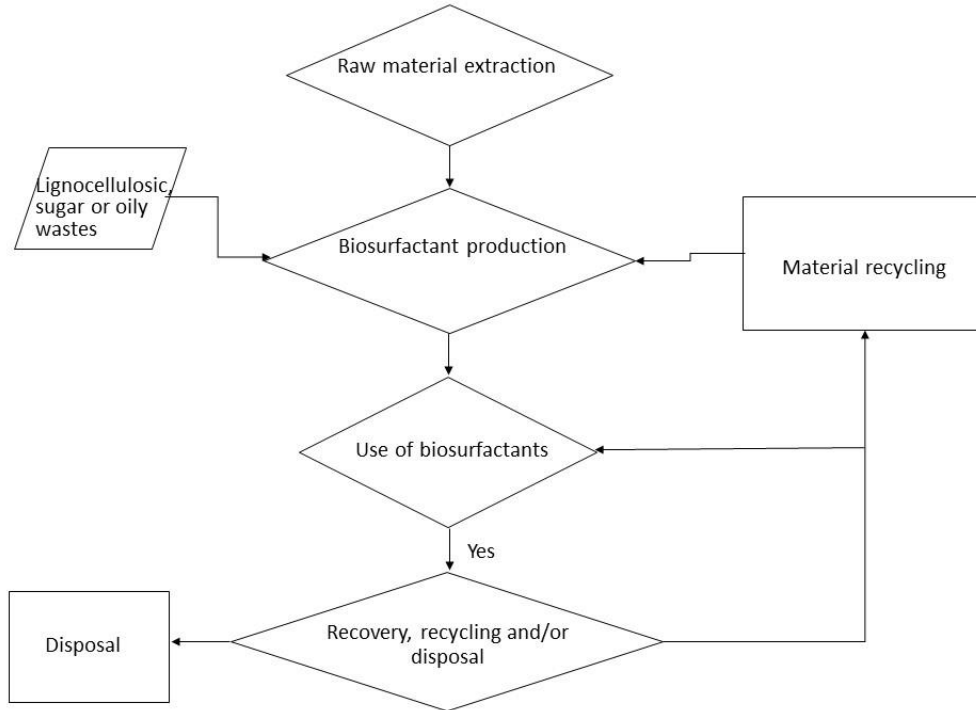 Raw material extraction
Lignocellulosic,
sugar or oily
wastes
Biosurfactant production
Material recycling
Use of biosurfactants
Yes
Disposal
Recovery, recycling and/or
disposal